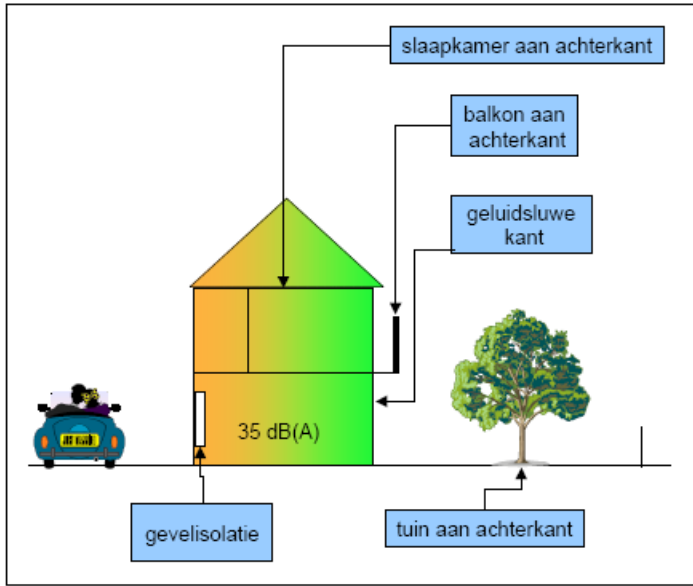 slaapkamer aan achterkant
balkon aan
achterkant
geluidsluwe
kant
35 dB(A)
gevelisolatie
tuin aan achterkant